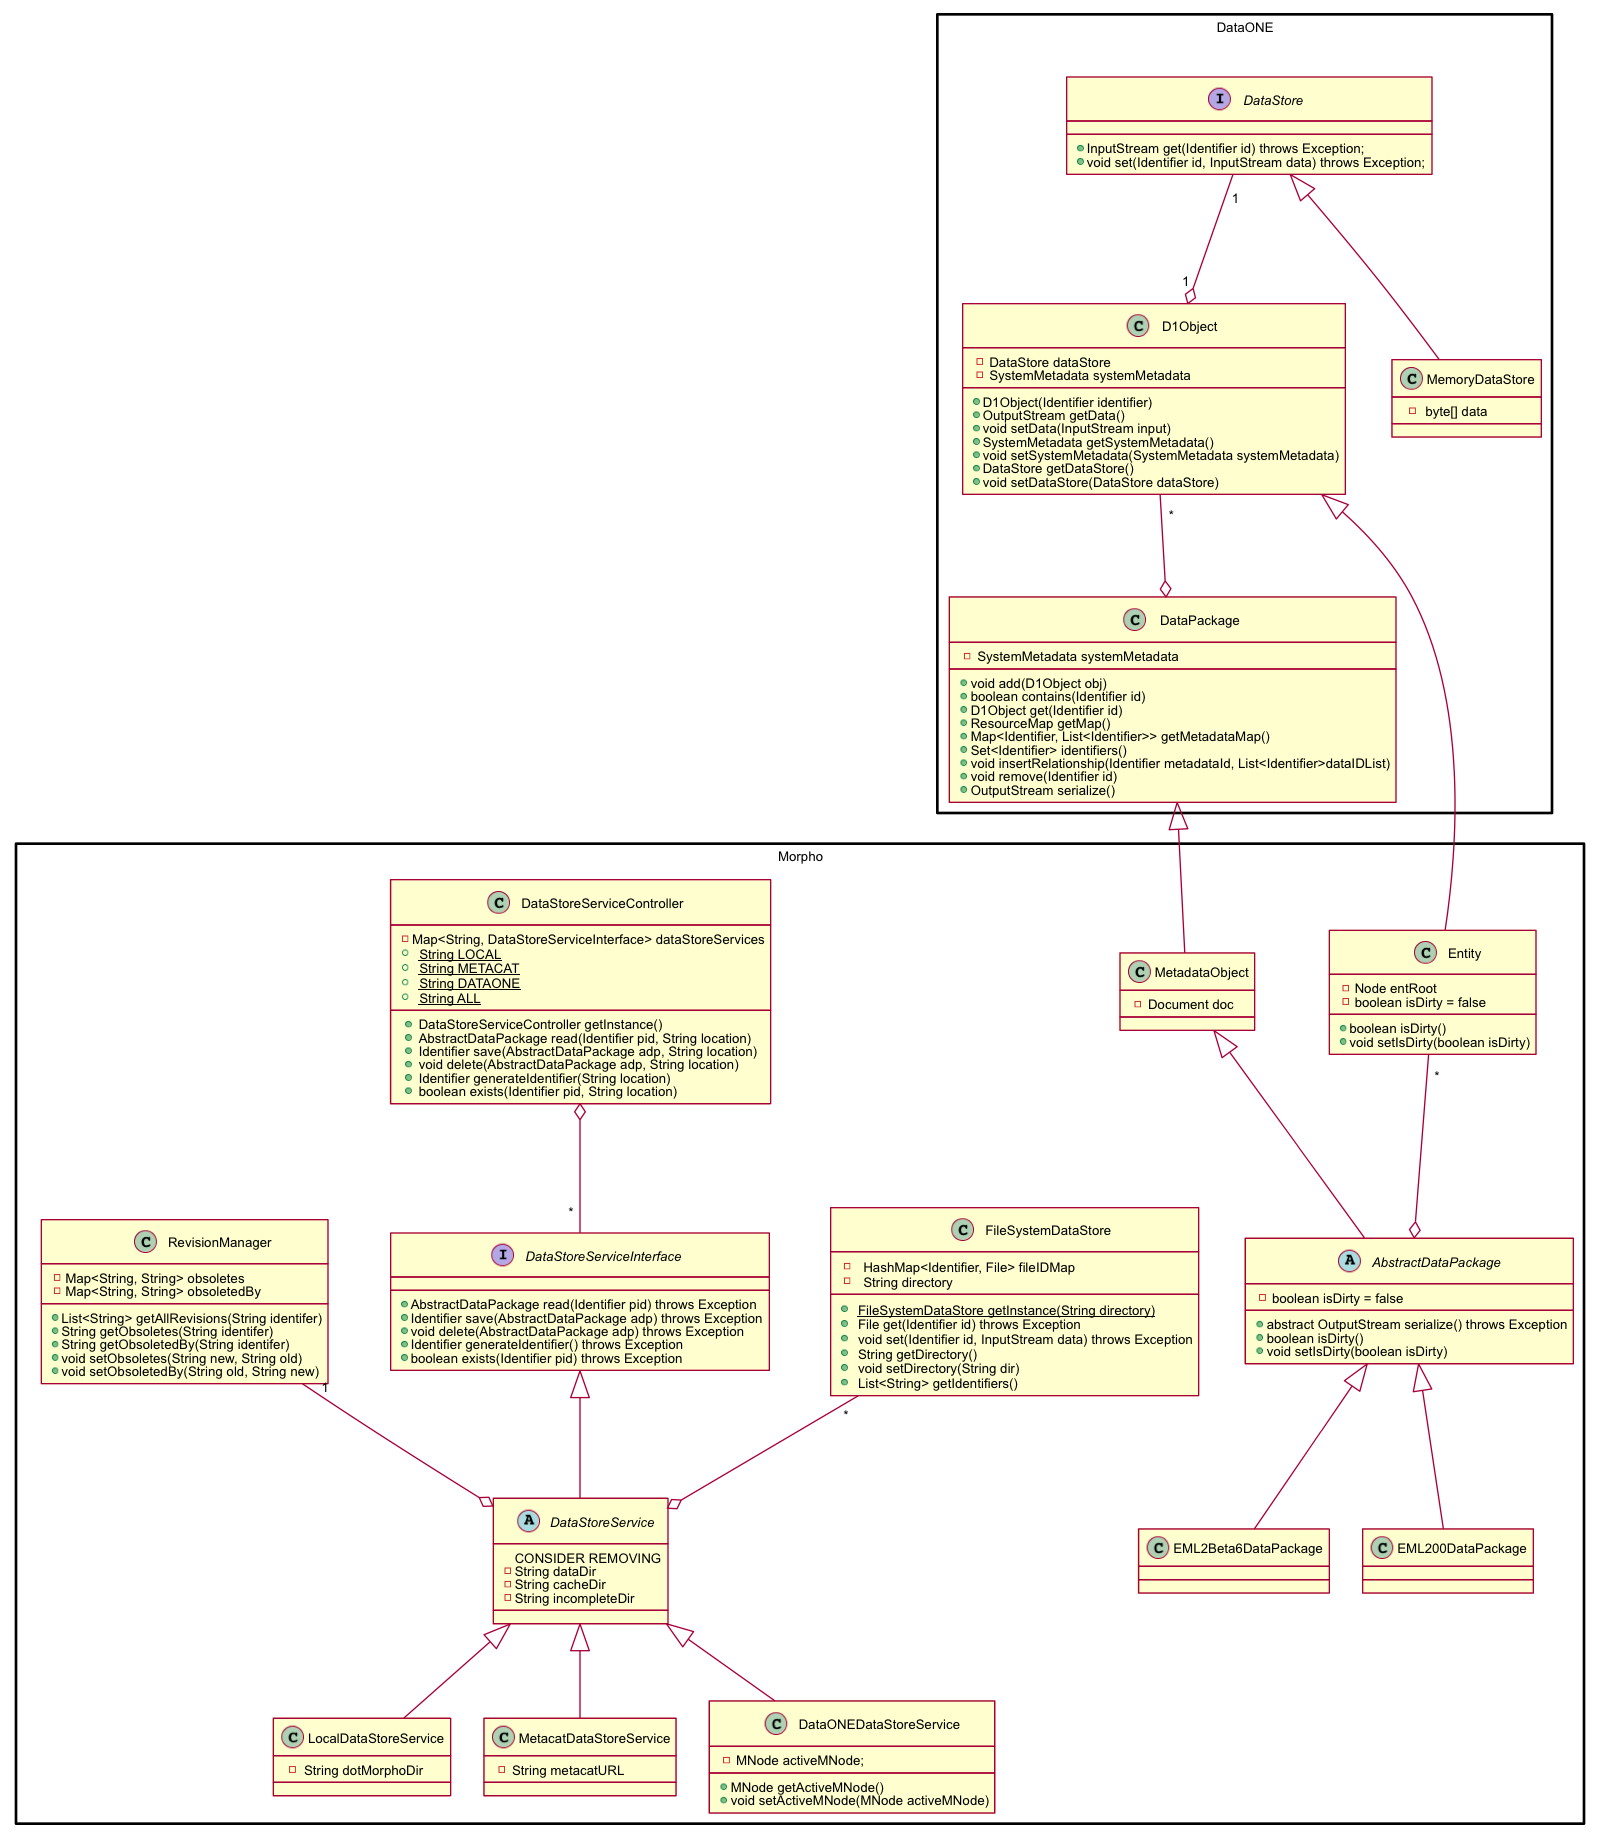 DataONE
I DataStore
InputStream get(Identifier id) throws Exception;
void set(Identifier id, InputStream data) throws Exception;
1
1
C D1Object
DataStore dataStore
SystemMetadata systemMetadata
D1Object(Identifier identifier)
OutputStream getData()
void setData(InputStream input)
SystemMetadata getSystemMetadata()
void setSystemMetadata(SystemMetadata systemMetadata)
DataStore getDataStore()
void setDataStore(DataStore dataStore)
C MemoryDataStore
byte[] data
*
C DataPackage
SystemMetadata systemMetadata
void add(D1Object obj)
boolean contains(Identifier id)
D1Object get(Identifier id)
ResourceMap getMap()
Map<Identifier, List<Identifier>> getMetadataMap()
Set<Identifier> identifiers()
void insertRelationship(Identifier metadataId, List<Identifier>dataIDList)
void remove(Identifier id)
OutputStream serialize()
Morpho
C DataStoreServiceController
Map<String, DataStoreServiceInterface> dataStoreServices
String LOCAL
String METACAT
String DATAONE
String ALL
DataStoreServiceController getInstance()
AbstractDataPackage read(Identifier pid, String location)
Identifier save(AbstractDataPackage adp, String location)
void delete(AbstractDataPackage adp, String location)
Identifier generateIdentifier(String location)
boolean exists(Identifier pid, String location)
C MetadataObject
Document doc
C Entity
Node entRoot
boolean isDirty = false
boolean isDirty()
void setIsDirty(boolean isDirty)
*
*
C RevisionManager
Map<String, String> obsoletes
Map<String, String> obsoletedBy
List<String> getAllRevisions(String identifer)
String getObsoletes(String identifer)
String getObsoletedBy(String identifer)
void setObsoletes(String new, String old)
void setObsoletedBy(String old, String new)
1
I DataStoreServiceInterface
AbstractDataPackage read(Identifier pid) throws Exception
Identifier save(AbstractDataPackage adp) throws Exception
void delete(AbstractDataPackage adp) throws Exception
Identifier generateIdentifier() throws Exception
boolean exists(Identifier pid) throws Exception
C FileSystemDataStore
HashMap<Identifier, File> fileIDMap
String directory
FileSystemDataStore getInstance(String directory)
File get(Identifier id) throws Exception
void set(Identifier id, InputStream data) throws Exception
String getDirectory()
void setDirectory(String dir)
List<String> getIdentifiers()
*
A AbstractDataPackage
boolean isDirty = false
abstract OutputStream serialize() throws Exception
boolean isDirty()
void setIsDirty(boolean isDirty)
A DataStoreService
CONSIDER REMOVING
String dataDir
String cacheDir
String incompleteDir
C EML2Beta6DataPackage
C EML200DataPackage
C LocalDataStoreService
String dotMorphoDir
C MetacatDataStoreService
String metacatURL
C DataONEDataStoreService
MNode activeMNode;
MNode getActiveMNode()
void setActiveMNode(MNode activeMNode)